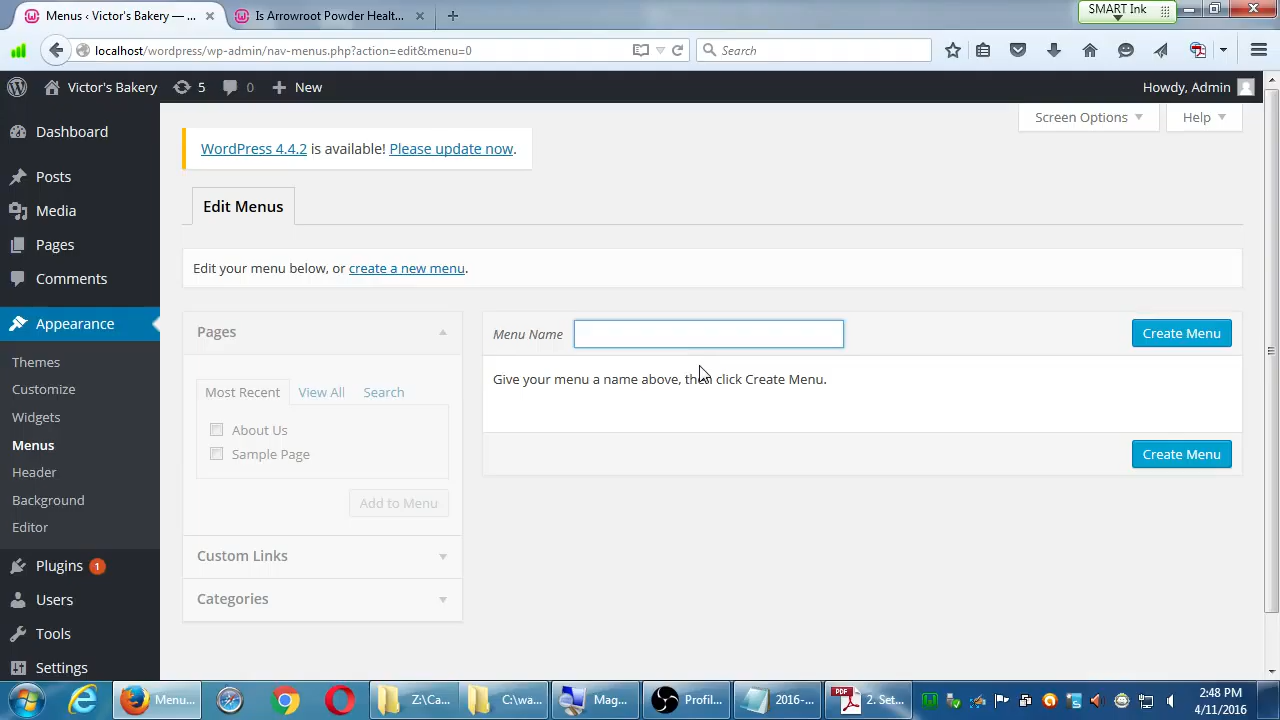 Menus ‹ Victor's Bakery — ...
Is Arrowroot Powder Healt...
SMART Ink
localhost/wordpress/wp-admin/nav-menus.php?action=edit&menu=0
Search
Victor's Bakery
5
0
New
Howdy, Admin
Dashboard
Posts
Media
Pages
Comments
Appearance
Themes
Customize
Widgets
Menus
Header
Background
Editor
Plugins 1
Users
Tools
Settings
Screen Options
Help
WordPress 4.4.2 is available! Please update now.
Edit Menus
Edit your menu below, or create a new menu.
Pages
Most Recent
View All
Search
About Us
Sample Page
Add to Menu
Custom Links
Categories
Menu Name
Create Menu
Give your menu a name above, then click Create Menu.
Create Menu
Menu...
Z:\Ca...
C:\wa...
Mag...
Profil...
2016-...
PDF
2. Set...
2:48 PM
4/11/2016